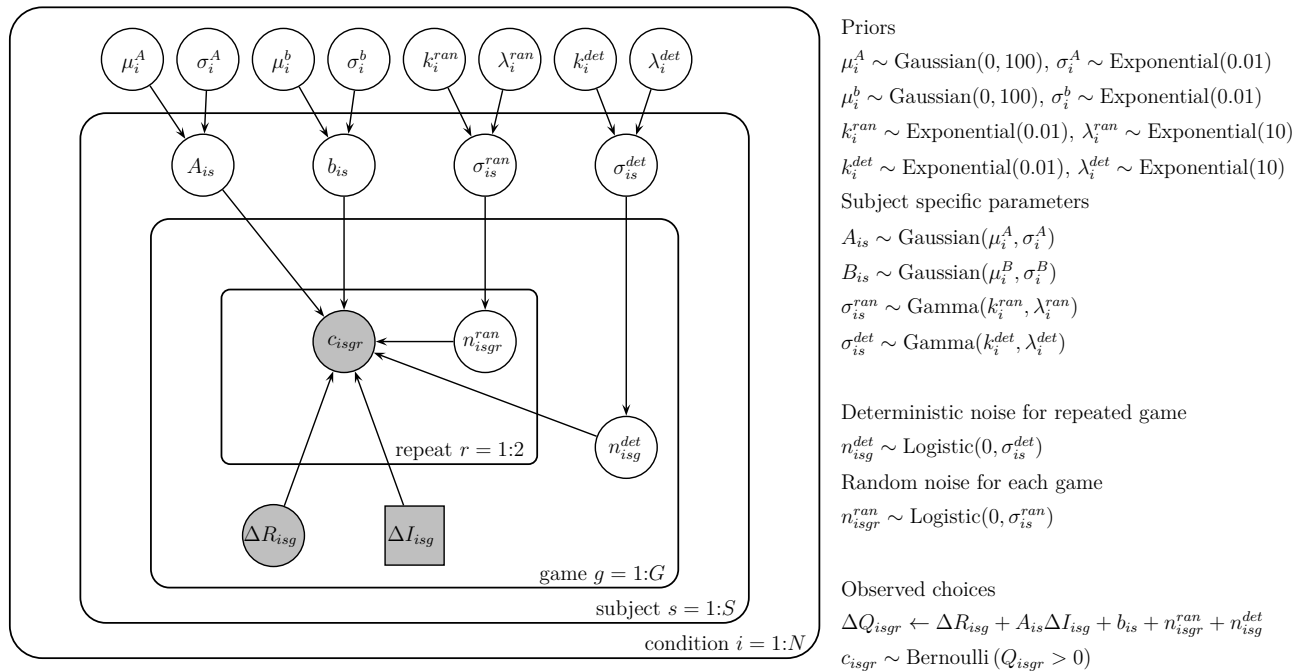 μ_i^A σ_i^A μ_i^b σ_i^b k_i^{ran} λ_i^{ran} k_i^{det} λ_i^{det}
A_{is} b_{is} σ_{is}^{ran} σ_{is}^{det}
c_{isgr} n_{isgr}^{ran}
n_{isg}^{det}
repeat r = 1:2
ΔR_{isg} ΔI_{isg}
game g = 1:G
subject s = 1:S
condition i = 1:N
Priors
μ_i^A ∼ Gaussian(0, 100), σ_i^A ∼ Exponential(0.01)
μ_i^b ∼ Gaussian(0, 100), σ_i^b ∼ Exponential(0.01)
k_i^{ran} ∼ Exponential(0.01), λ_i^{ran} ∼ Exponential(10)
k_i^{det} ∼ Exponential(0.01), λ_i^{det} ∼ Exponential(10)
Subject specific parameters
A_{is} ∼ Gaussian(μ_i^A, σ_i^A)
B_{is} ∼ Gaussian(μ_i^B, σ_i^B)
σ_{is}^{ran} ∼ Gamma(k_i^{ran}, λ_i^{ran})
σ_{is}^{det} ∼ Gamma(k_i^{det}, λ_i^{det})
Deterministic noise for repeated game
n_{isg}^{det} ∼ Logistic(0, σ_{is}^{det})
Random noise for each game
n_{isgr}^{ran} ∼ Logistic(0, σ_{is}^{ran})
Observed choices
ΔQ_{isgr} ← ΔR_{isg} + A_{is}ΔI_{isg} + b_{is} + n_{isgr}^{ran} + n_{isg}^{det}
c_{isgr} ∼ Bernoulli (Q_{isgr} > 0)